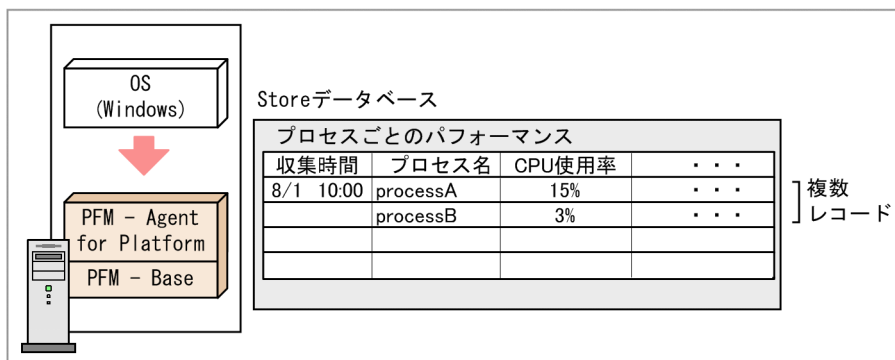 OS
(Windows)
PFM - Agent
for Platform
PFM - Base
Storeデータベース
プロセスごとのパフォーマンス
収集時間 プロセス名 CPU使用率 ・・・
8/1 10:00 processA 15% ・・・
processB 3% ・・・
複数
レコード